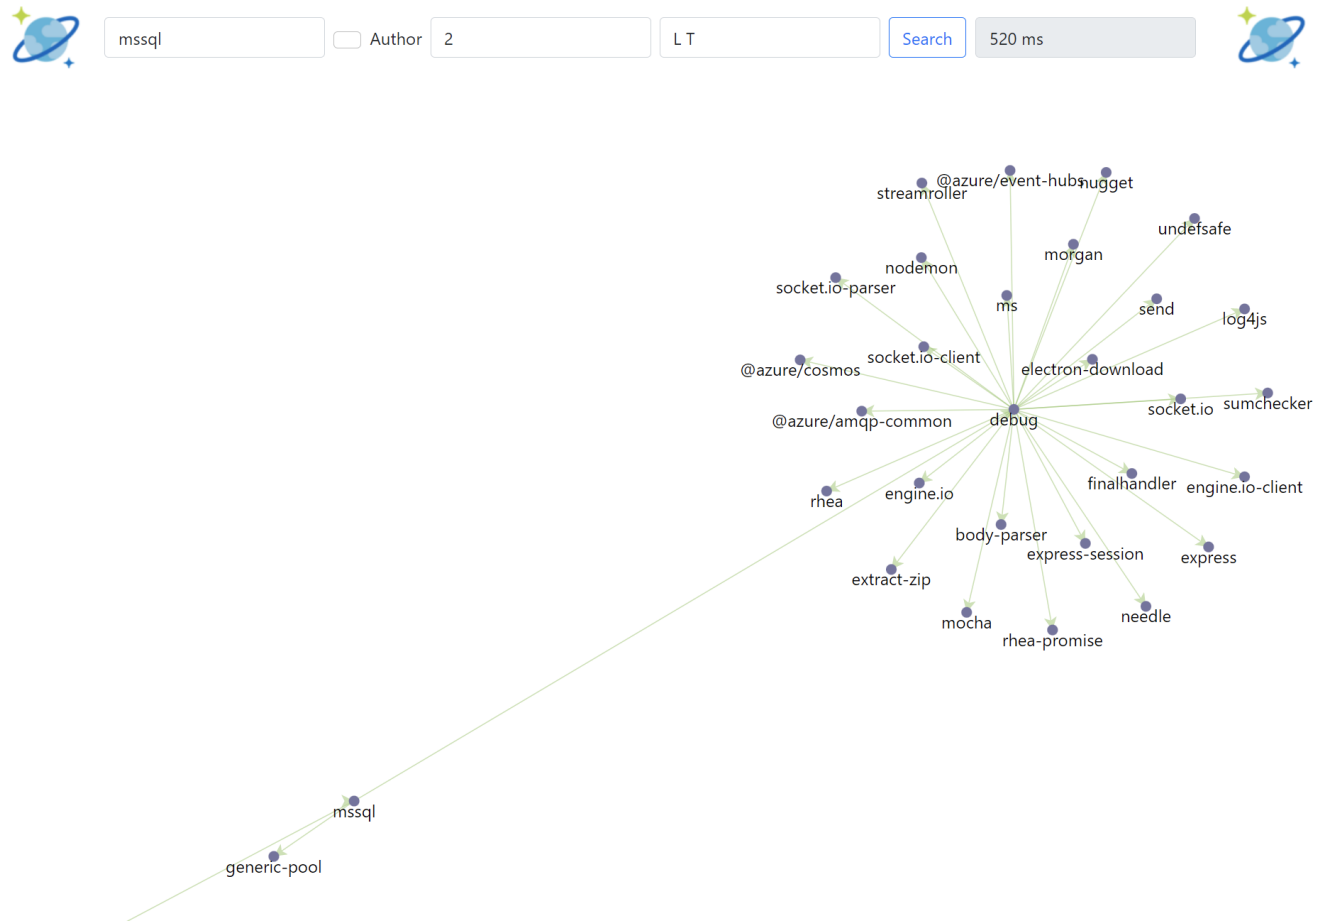 mssql
Author
2
L T
Search
520 ms
@azure/event-hubs
nugget
streamroller
undefsafe
morgan
nodemon
socket.io-parser
ms
send
log4js
socket.io-client
@azure/cosmos
electron-download
sumchecker
socket.io
@azure/amqp-common
debug
finalhandler
engine.io-client
engine.io
rhea
body-parser
express-session
express
extract-zip
needle
mocha
rhea-promise
mssql
generic-pool